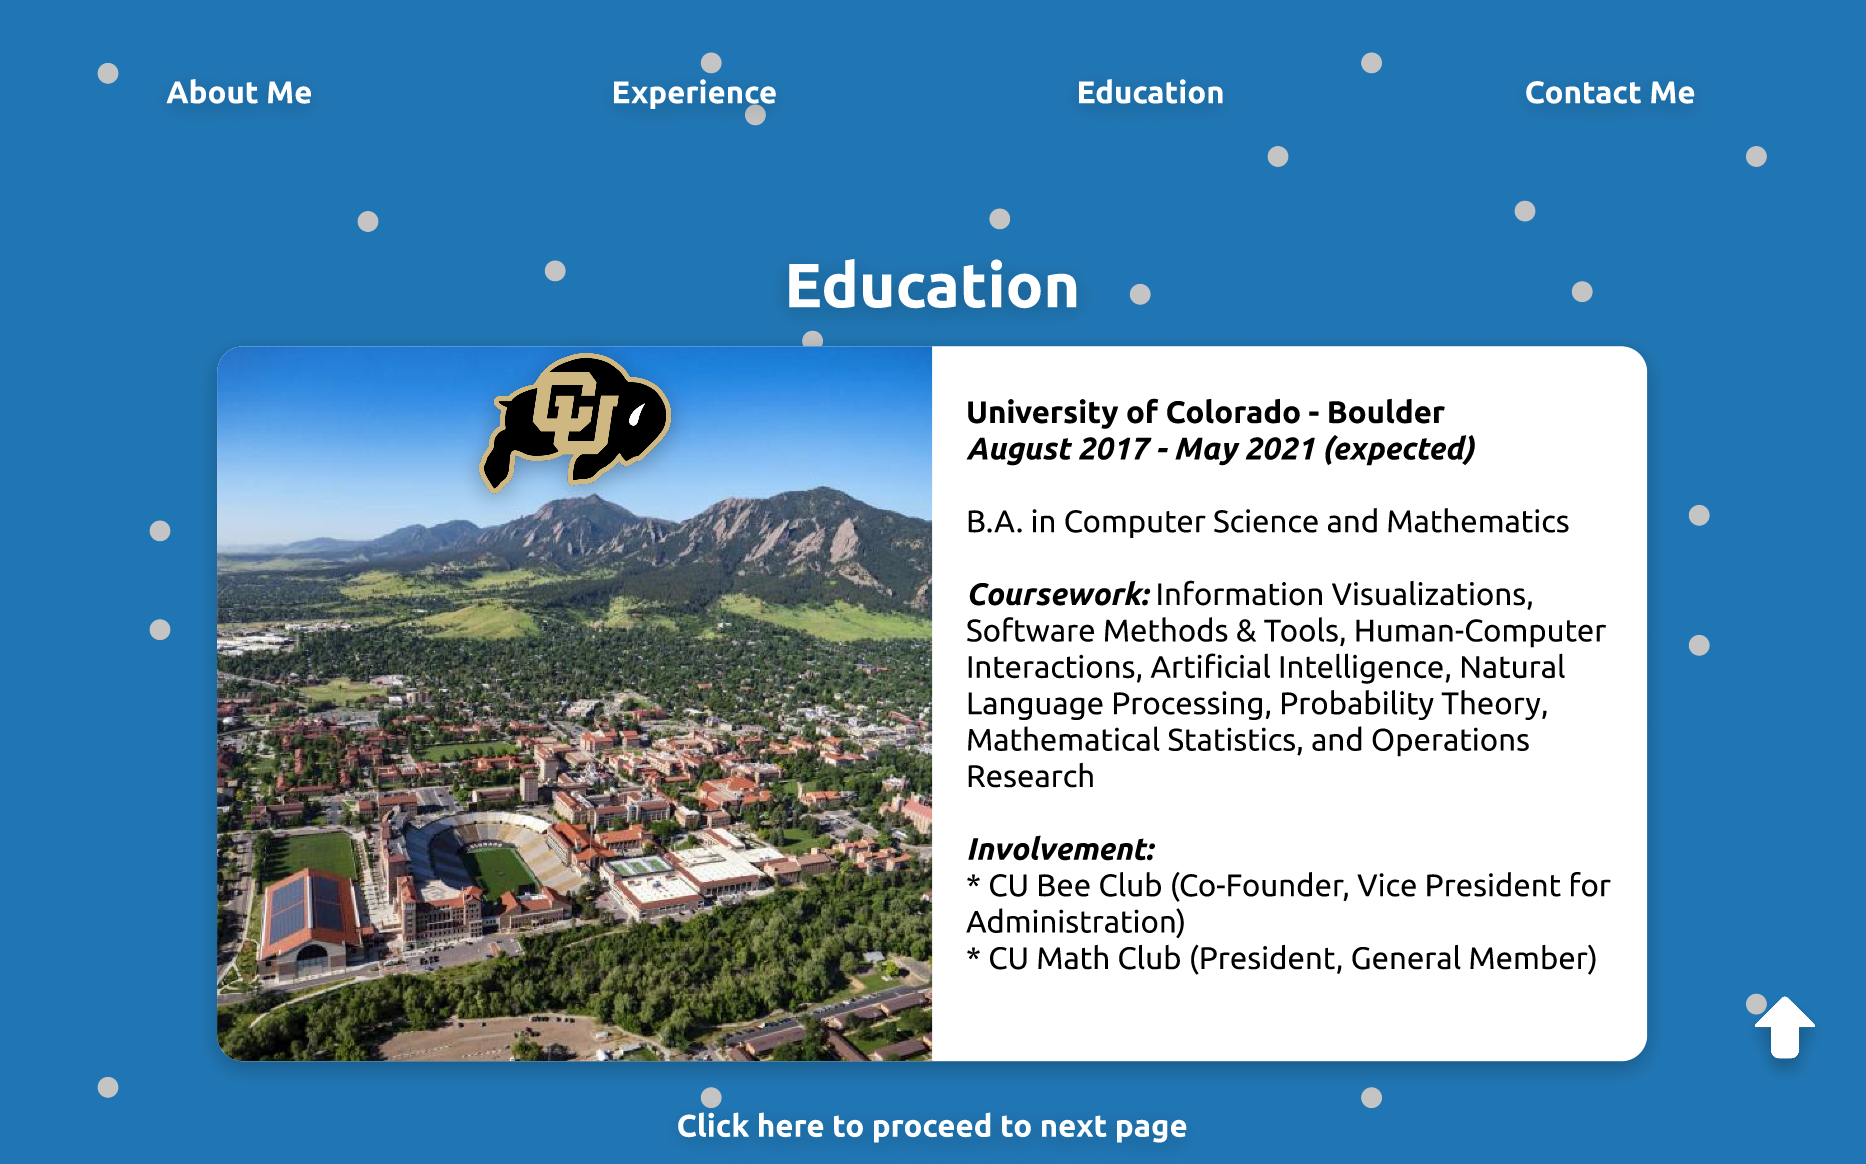 About Me
Experience
Education
Contact Me
Education
CU
University of Colorado - Boulder
August 2017 - May 2021 (expected)
B.A. in Computer Science and Mathematics
Coursework: Information Visualizations,
Software Methods & Tools, Human-Computer
Interactions, Artificial Intelligence, Natural
Language Processing, Probability Theory,
Mathematical Statistics, and Operations
Research
Involvement:
* CU Bee Club (Co-Founder, Vice President for
Administration)
* CU Math Club (President, General Member)
Click here to proceed to next page